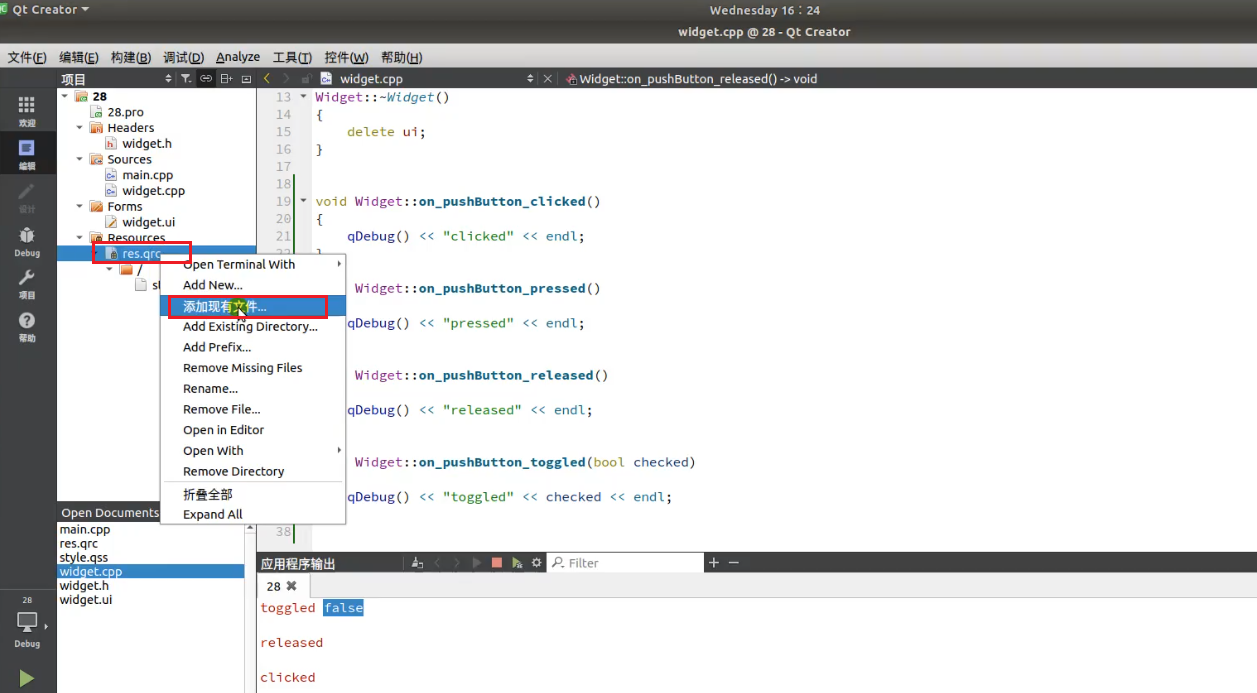 Qt Creator
Wednesday 16：24
widget.cpp @ 28 - Qt Creator
文件(F) 编辑(E) 构建(B) 调试(D) Analyze 工具(T) 控件(W) 帮助(H)
项目
widget.cpp
Widget::on_pushButton_released() -> void
欢迎
编辑
设计
Debug
项目
帮助
28
Debug
28
28.pro
Headers
widget.h
Sources
main.cpp
widget.cpp
Forms
widget.ui
Resources
res.qrc
/
st
Open Terminal With
Add New...
添加现有文件...
Add Existing Directory...
Add Prefix...
Remove Missing Files
Rename...
Remove File...
Open in Editor
Open With
Remove Directory
折叠全部
Expand All
Open Documents
main.cpp
res.qrc
style.qss
widget.cpp
widget.h
widget.ui
13 Widget::~Widget()
14 {
15 delete ui;
16 }
17
18
19 void Widget::on_pushButton_clicked()
20 {
21 qDebug() << "clicked" << endl;
22 }
Widget::on_pushButton_pressed()
qDebug() << "pressed" << endl;
Widget::on_pushButton_released()
qDebug() << "released" << endl;
Widget::on_pushButton_toggled(bool checked)
qDebug() << "toggled" << checked << endl;
38
应用程序输出
Filter
28
toggled false
released
clicked